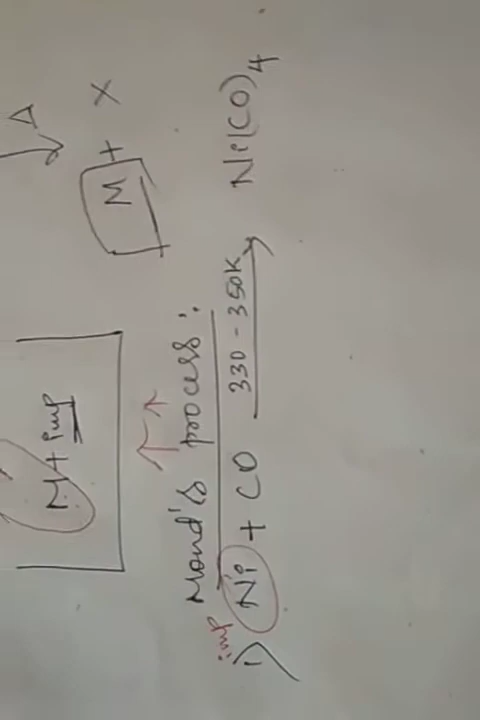 Δ
M + imp
M + X
Mond's process :
imp
1) Ni + CO 330 - 350K Ni(CO)4